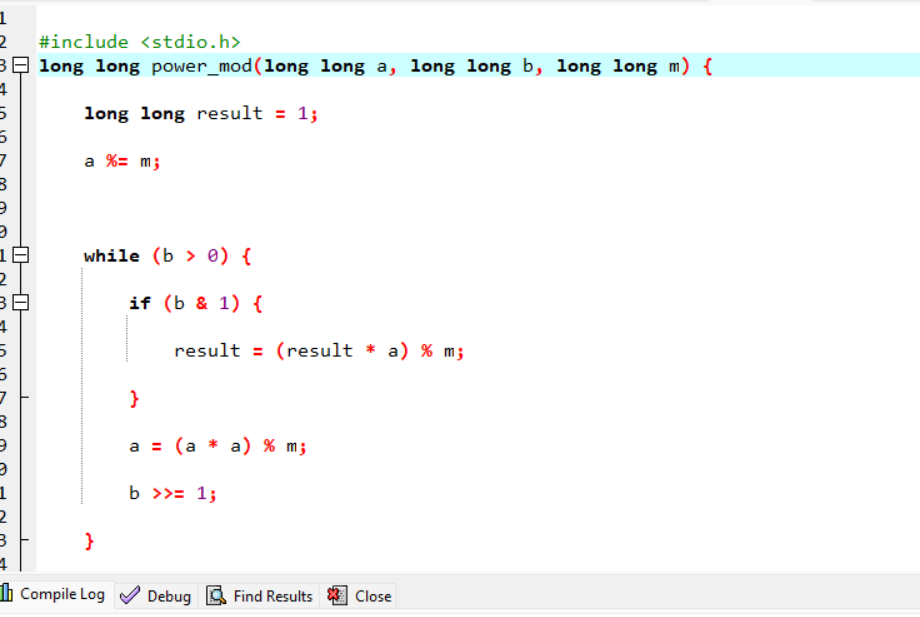 1
2 #include <stdio.h>
3 long long power_mod(long long a, long long b, long long m) {
4
5 long long result = 1;
6
7 a %= m;
8
9
0
1 while (b > 0) {
2
3 if (b & 1) {
4
5 result = (result * a) % m;
6
7 }
8
9 a = (a * a) % m;
0
1 b >>= 1;
2
3 }
4
Compile Log Debug Find Results Close